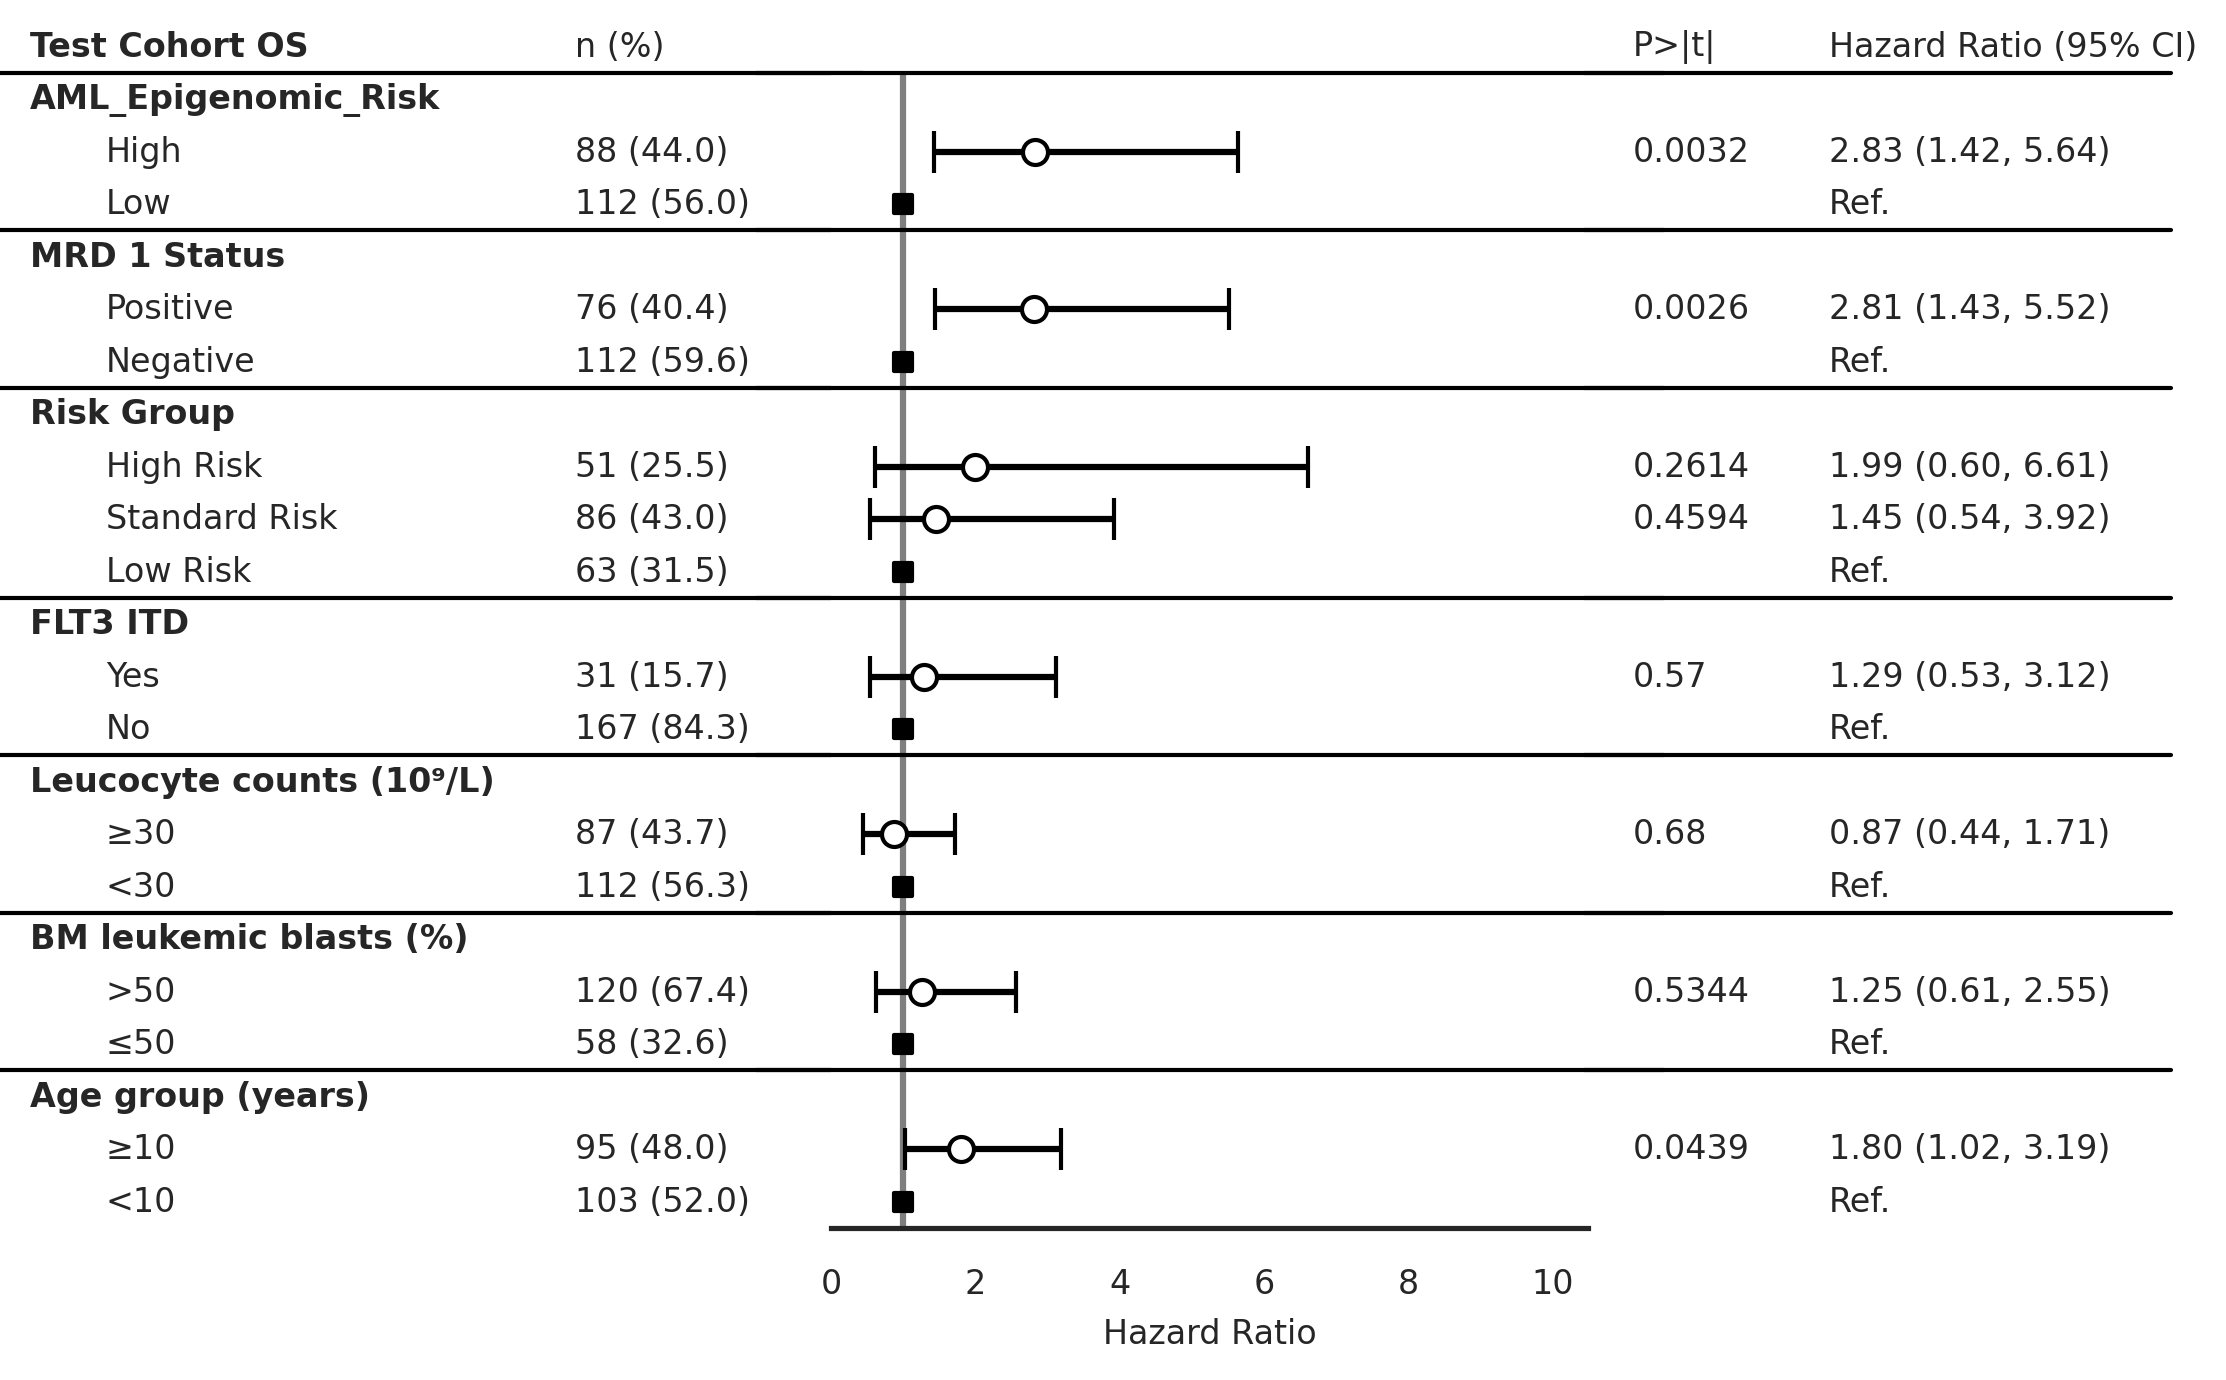 Test Cohort OS n (%) P>|t| Hazard Ratio (95% CI)
AML_Epigenomic_Risk
High 88 (44.0) 0.0032 2.83 (1.42, 5.64)
Low 112 (56.0) Ref.
MRD 1 Status
Positive 76 (40.4) 0.0026 2.81 (1.43, 5.52)
Negative 112 (59.6) Ref.
Risk Group
High Risk 51 (25.5) 0.2614 1.99 (0.60, 6.61)
Standard Risk 86 (43.0) 0.4594 1.45 (0.54, 3.92)
Low Risk 63 (31.5) Ref.
FLT3 ITD
Yes 31 (15.7) 0.57 1.29 (0.53, 3.12)
No 167 (84.3) Ref.
Leucocyte counts (10⁹/L)
≥30 87 (43.7) 0.68 0.87 (0.44, 1.71)
<30 112 (56.3) Ref.
BM leukemic blasts (%)
>50 120 (67.4) 0.5344 1.25 (0.61, 2.55)
≤50 58 (32.6) Ref.
Age group (years)
≥10 95 (48.0) 0.0439 1.80 (1.02, 3.19)
<10 103 (52.0) Ref.
0 2 4 6 8 10
Hazard Ratio